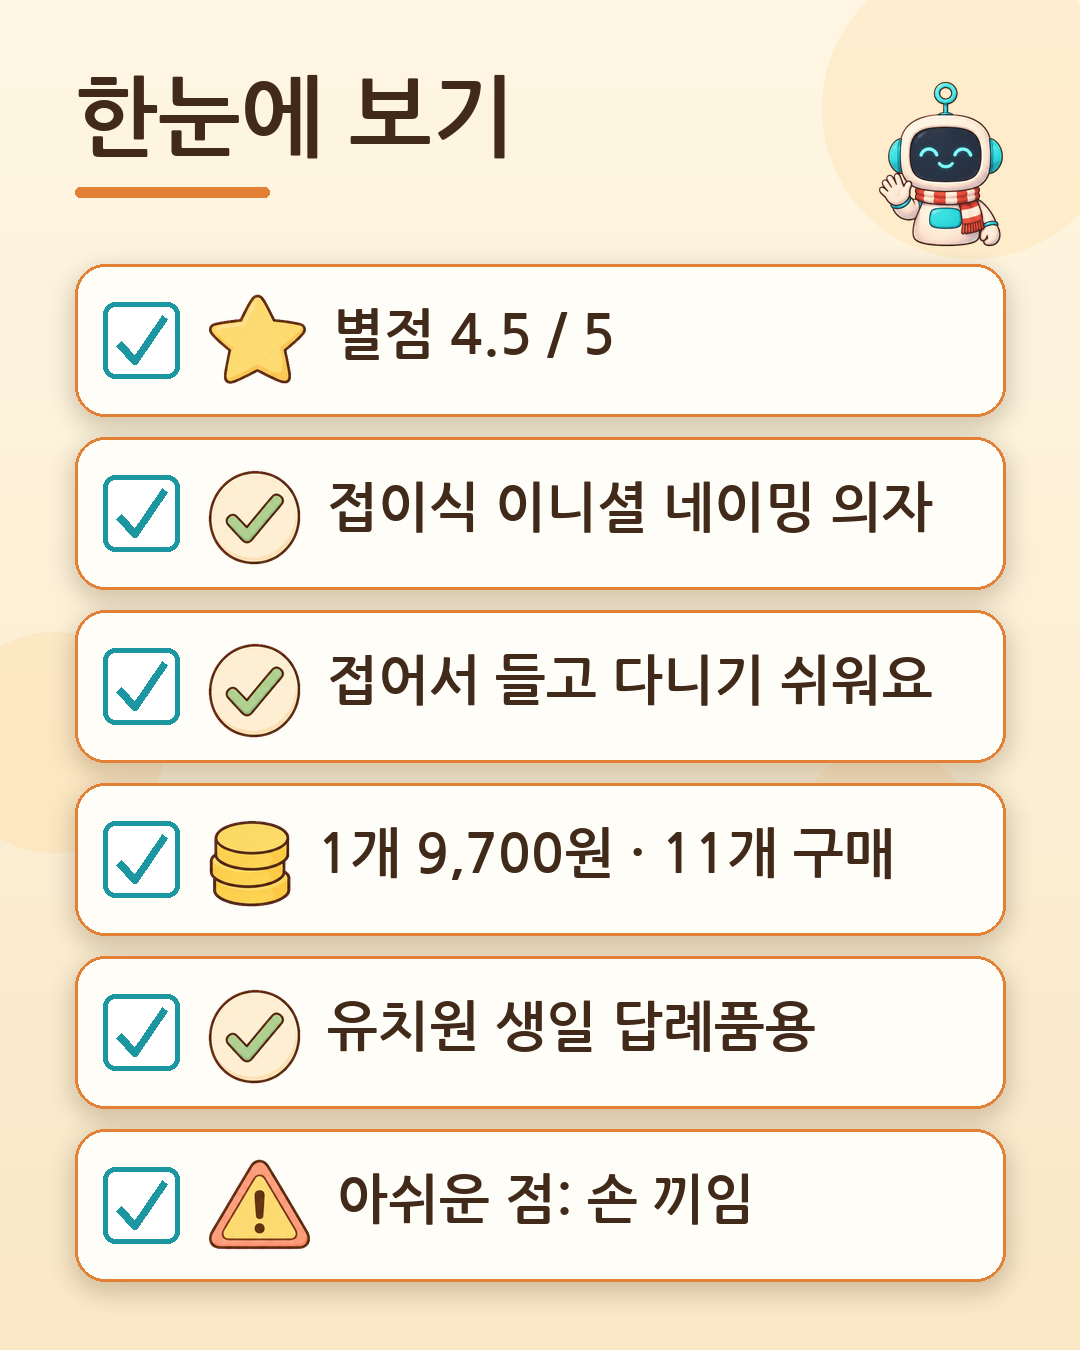 한눈에 보기
별점 4.5 / 5
접이식 이니셜 네이밍 의자
접어서 들고 다니기 쉬워요
1개 9,700원 · 11개 구매
유치원 생일 답례품용
아쉬운 점: 손 끼임